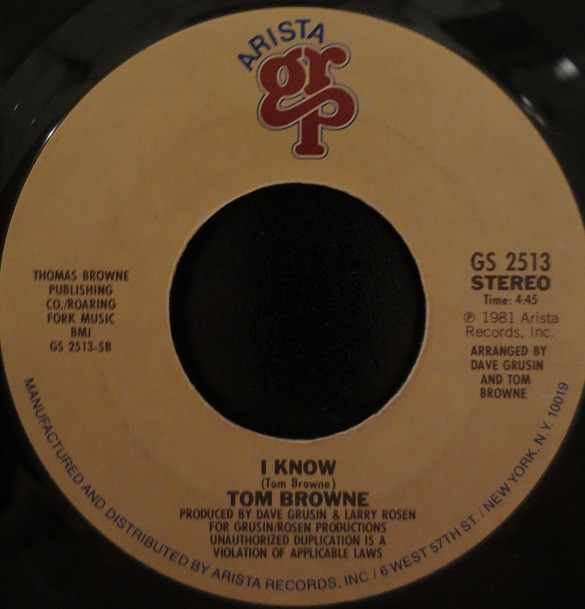 ARISTA
grp
THOMAS BROWNE
PUBLISHING
CO./ROARING
FORK MUSIC
BMI
GS 2513-SB
GS 2513
STEREO
Time: 4:45
℗ 1981 Arista
Records, Inc.
ARRANGED BY
DAVE GRUSIN
AND TOM
BROWNE
I KNOW
(Tom Browne)
TOM BROWNE
PRODUCED BY DAVE GRUSIN & LARRY ROSEN
FOR GRUSIN/ROSEN PRODUCTIONS
UNAUTHORIZED DUPLICATION IS A
VIOLATION OF APPLICABLE LAWS
MANUFACTURED AND DISTRIBUTED BY ARISTA RECORDS, INC / 6 WEST 57TH ST. / NEW YORK, N.Y. 10019